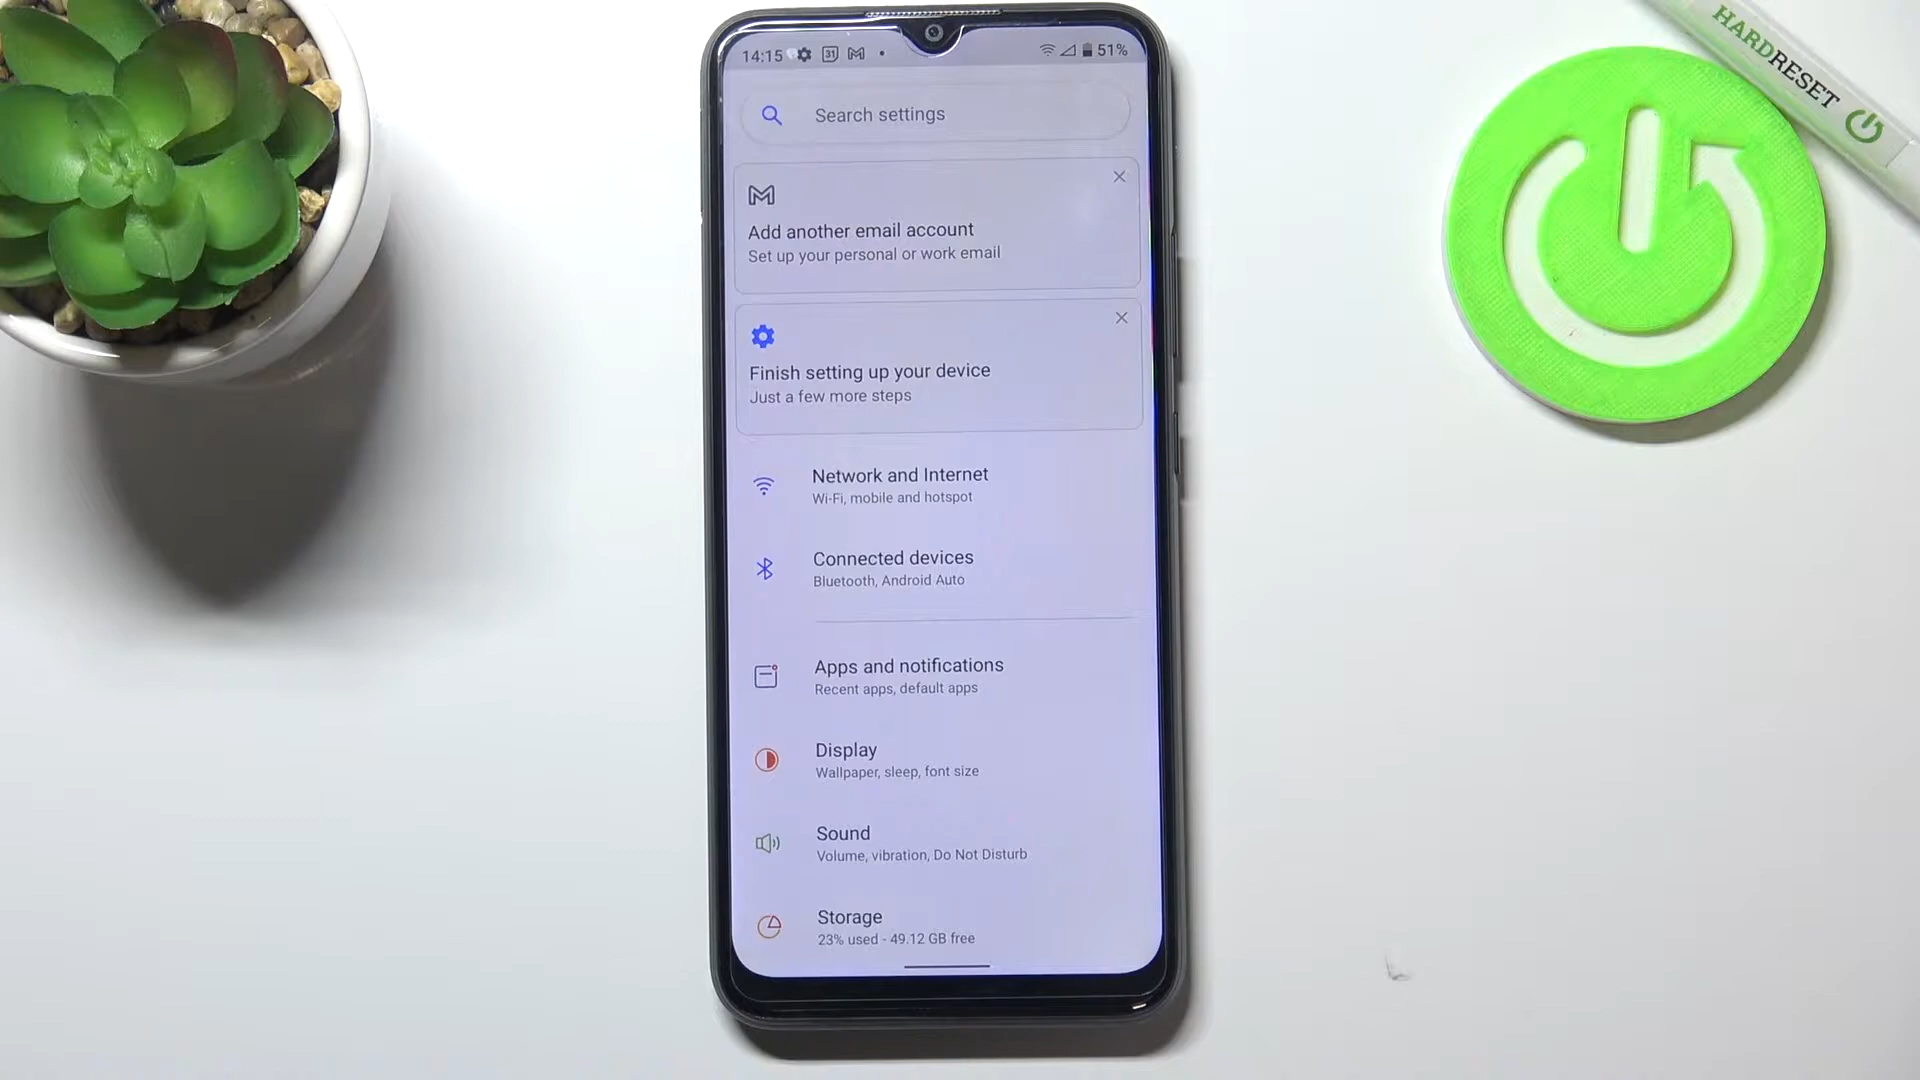 HARDRESET
14:15 31 51%
Search settings
Add another email account
Set up your personal or work email
Finish setting up your device
Just a few more steps
Network and Internet
Wi-Fi, mobile and hotspot
Connected devices
Bluetooth, Android Auto
Apps and notifications
Recent apps, default apps
Display
Wallpaper, sleep, font size
Sound
Volume, vibration, Do Not Disturb
Storage
23% used - 49.12 GB free